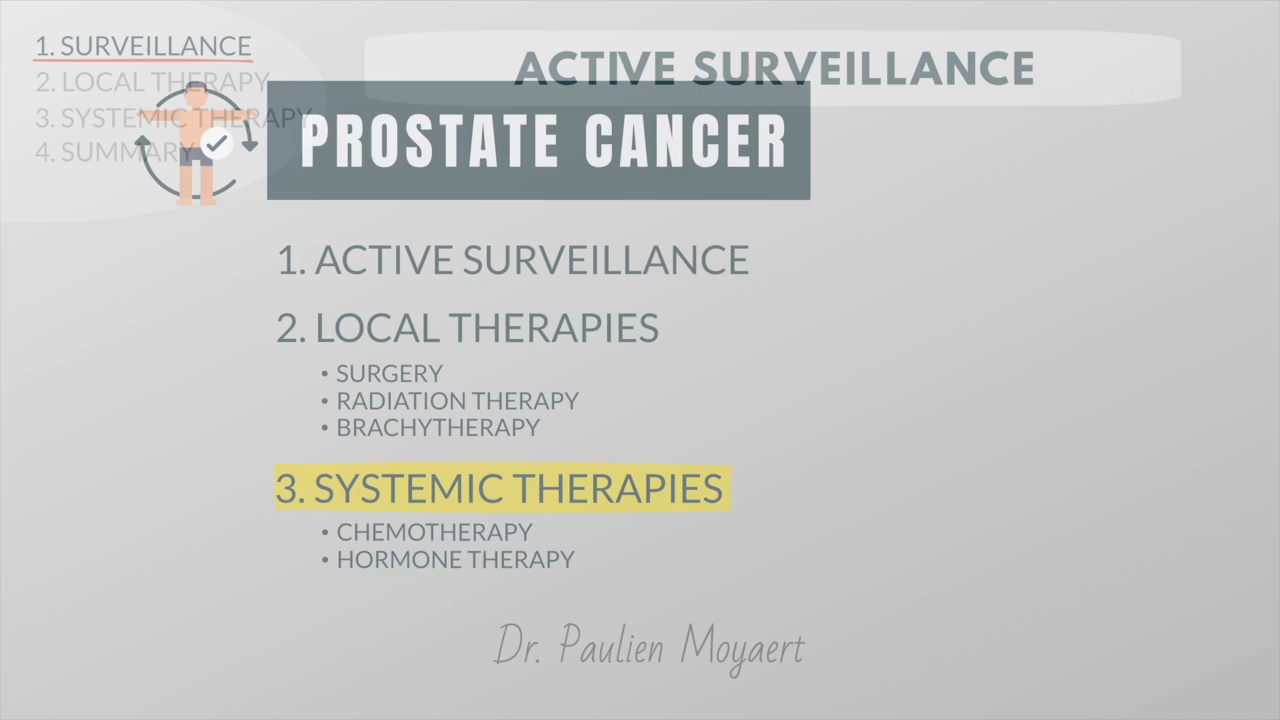 1. SURVEILLANCE
2. LOCAL THERAPY
3. SYSTEMIC THERAPY
4. SUMMARY
ACTIVE SURVEILLANCE
PROSTATE CANCER
1. ACTIVE SURVEILLANCE
2. LOCAL THERAPIES
• SURGERY
• RADIATION THERAPY
• BRACHYTHERAPY
3. SYSTEMIC THERAPIES
• CHEMOTHERAPY
• HORMONE THERAPY
Dr. Paulien Moyaert